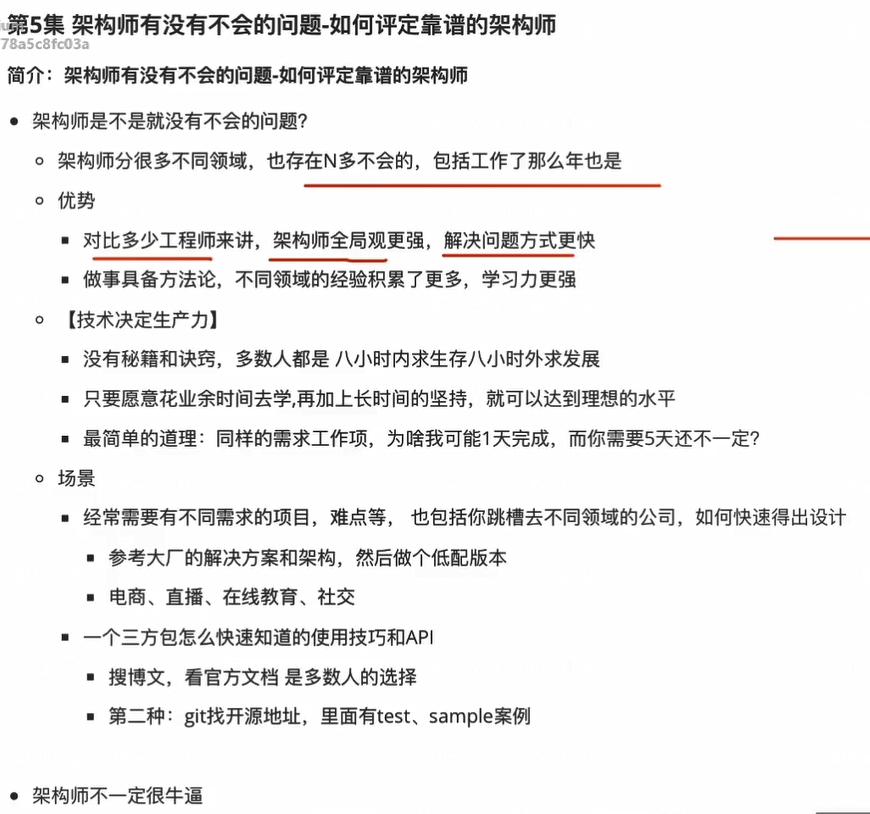 第5集 架构师有没有不会的问题-如何评定靠谱的架构师
78a5c8fc03a
简介：架构师有没有不会的问题-如何评定靠谱的架构师
架构师是不是就没有不会的问题?
架构师分很多不同领域，也存在N多不会的，包括工作了那么年也是
优势
对比多少工程师来讲，架构师全局观更强，解决问题方式更快
做事具备方法论，不同领域的经验积累了更多，学习力更强
【技术决定生产力】
没有秘籍和诀窍，多数人都是 八小时内求生存八小时外求发展
只要愿意花业余时间去学,再加上长时间的坚持，就可以达到理想的水平
最简单的道理：同样的需求工作项，为啥我可能1天完成，而你需要5天还不一定?
场景
经常需要有不同需求的项目，难点等， 也包括你跳槽去不同领域的公司，如何快速得出设计
参考大厂的解决方案和架构，然后做个低配版本
电商、直播、在线教育、社交
一个三方包怎么快速知道的使用技巧和API
搜博文，看官方文档 是多数人的选择
第二种：git找开源地址，里面有test、sample案例
架构师不一定很牛逼